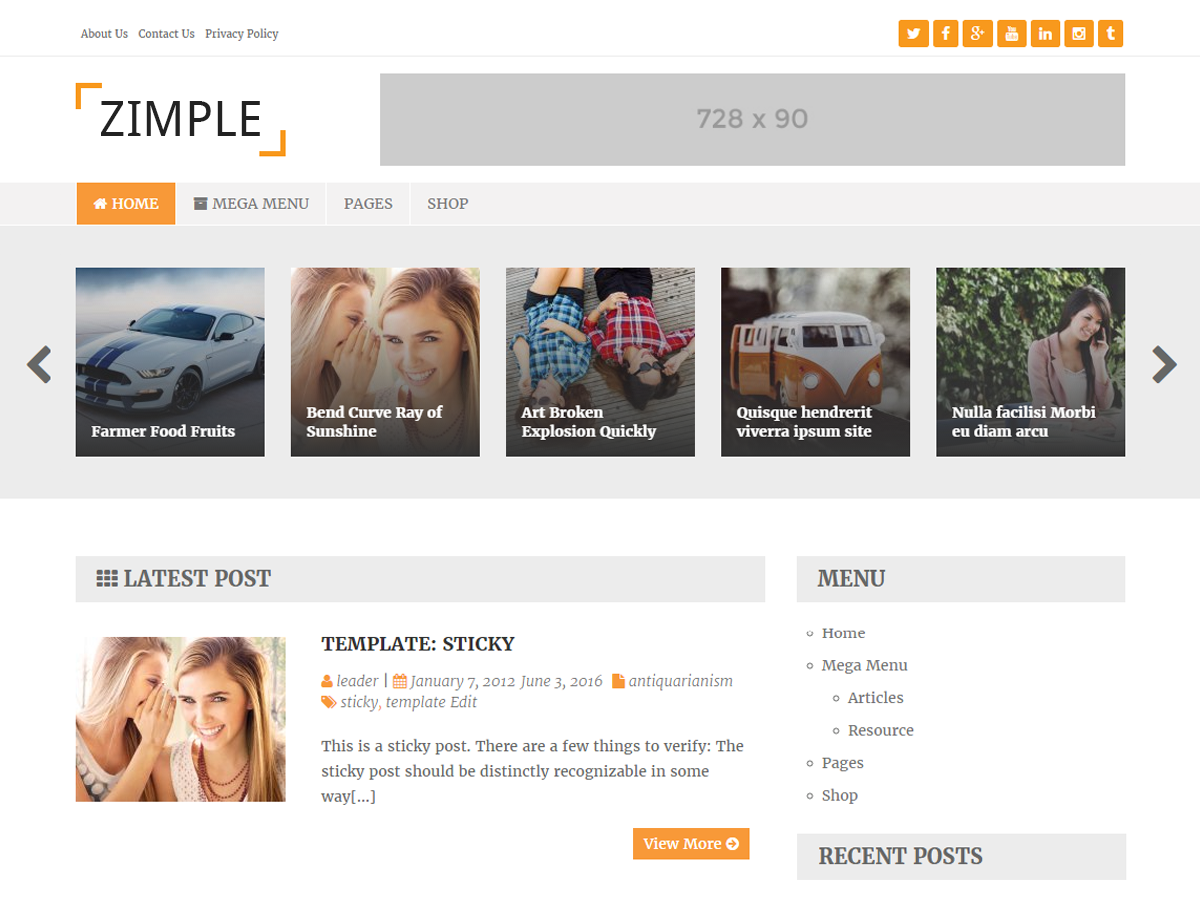 About Us Contact Us Privacy Policy
ZIMPLE
728 x 90
HOME MEGA MENU PAGES SHOP
Farmer Food Fruits
Bend Curve Ray of
Sunshine
Art Broken
Explosion Quickly
Quisque hendrerit
viverra ipsum site
Nulla facilisi Morbi
eu diam arcu
LATEST POST
TEMPLATE: STICKY
leader | January 7, 2012 June 3, 2016 antiquarianism
sticky, template Edit
This is a sticky post. There are a few things to verify: The
sticky post should be distinctly recognizable in some
way[...]
View More
MENU
Home
Mega Menu
Articles
Resource
Pages
Shop
RECENT POSTS